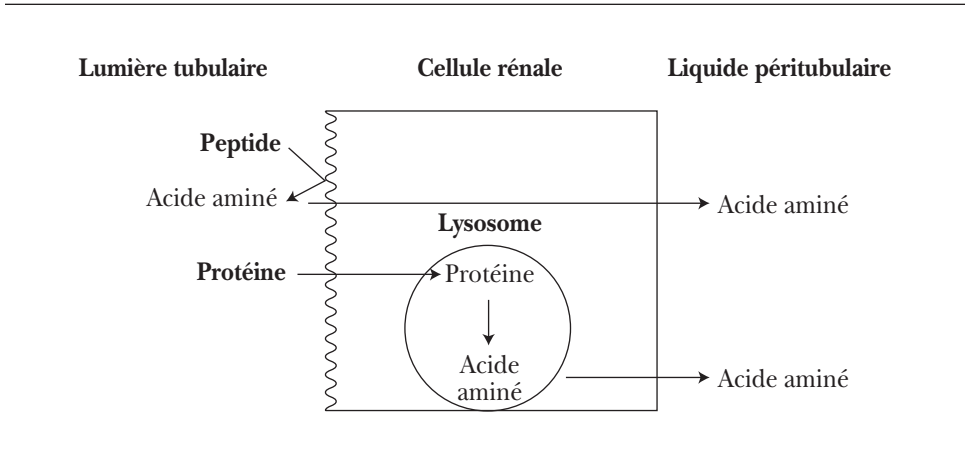 Lumière tubulaire Cellule rénale Liquide péritubulaire
Peptide
Acide aminé Acide aminé
Lysosome
Protéine Protéine
Acide
aminé Acide aminé